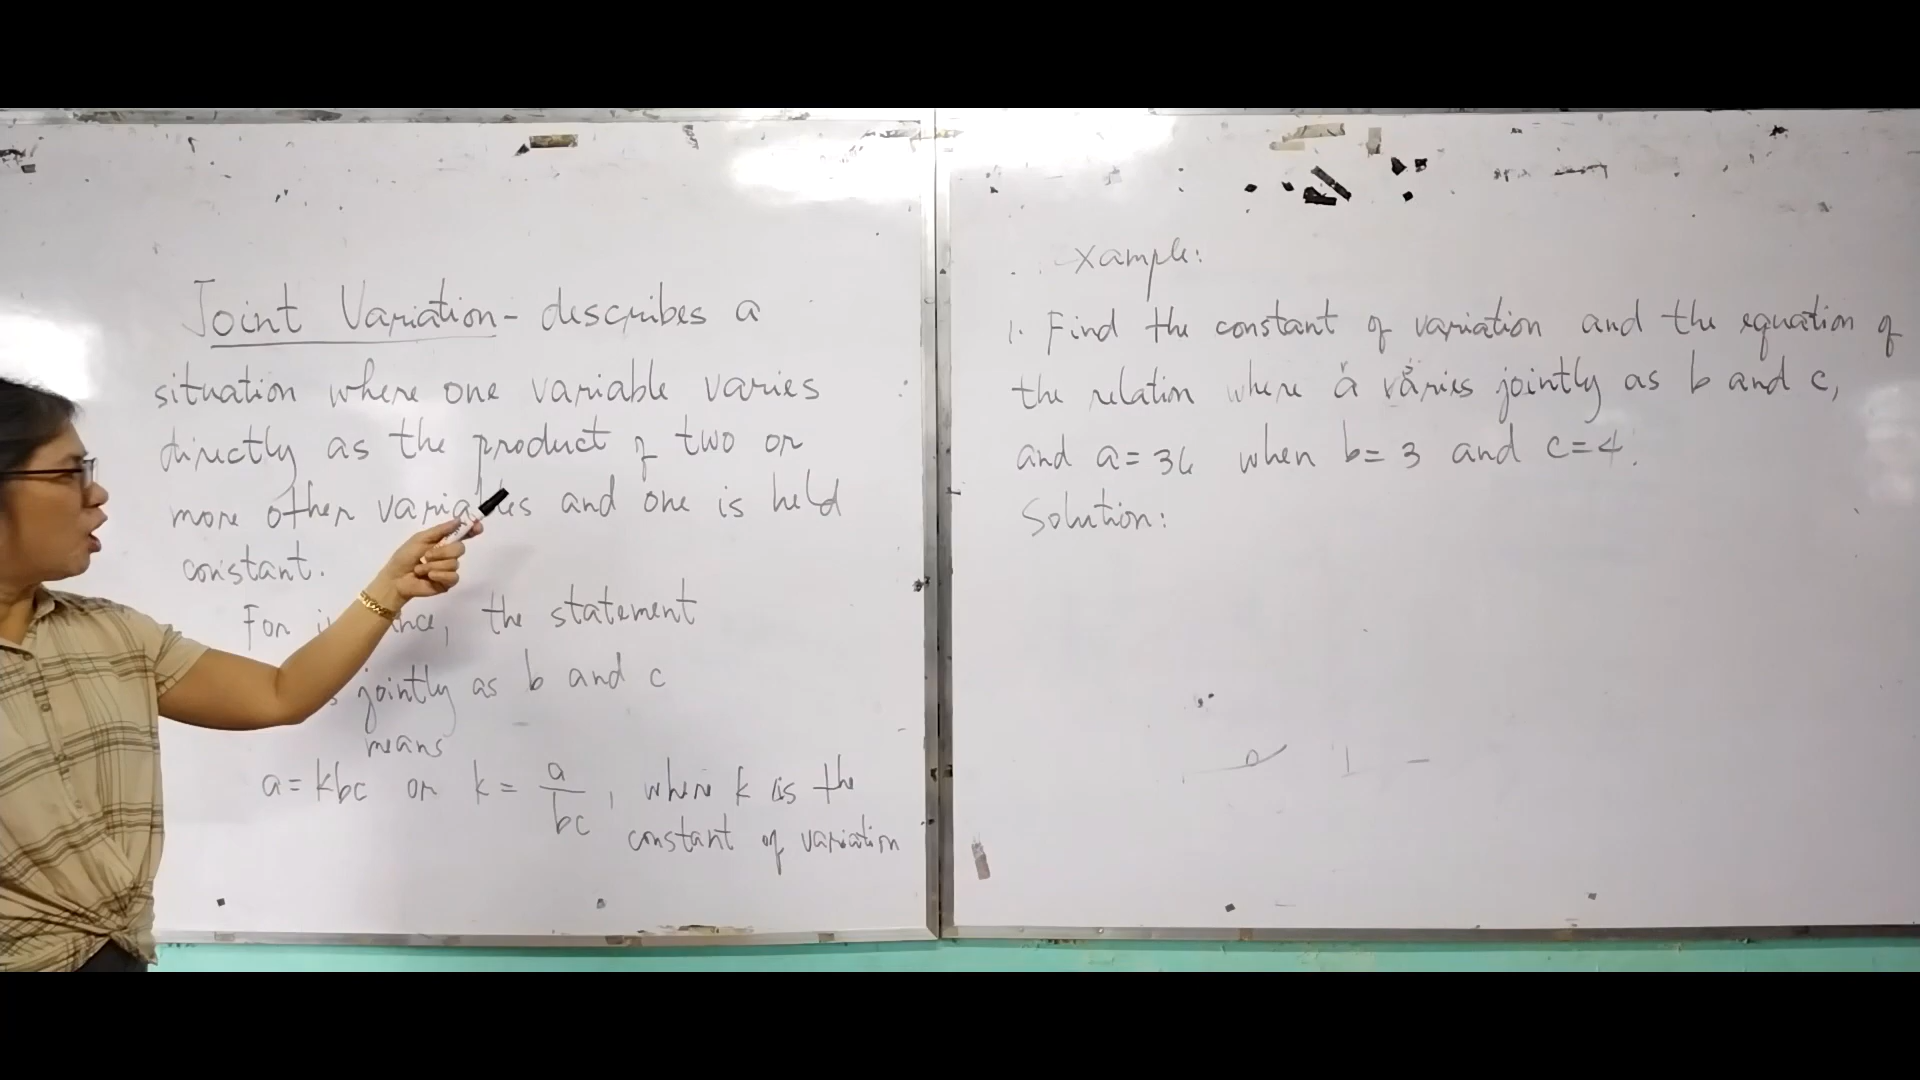 Joint Variation - describes a
situation where one variable varies
directly as the product of two or
more other variables and one is held
constant.
For instance, the statement
jointly as b and c
means
a = kbc or k = a/bc, where k is the
constant of variation
xample:
1. Find the constant of variation and the equation of
the relation where a varies jointly as b and c,
and a = 36 when b = 3 and c = 4.
Solution: